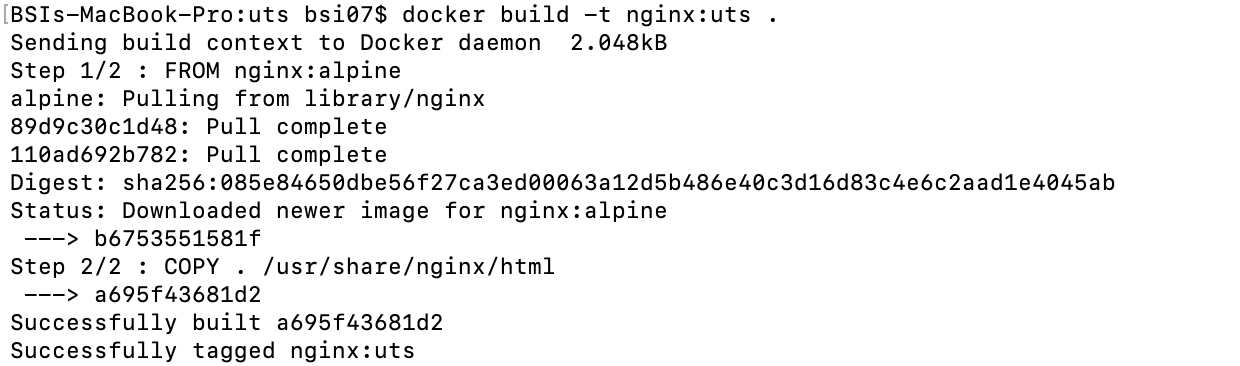 [BSIs-MacBook-Pro:uts bsi07$ docker build -t nginx:uts .
Sending build context to Docker daemon  2.048kB
Step 1/2 : FROM nginx:alpine
alpine: Pulling from library/nginx
89d9c30c1d48: Pull complete
110ad692b782: Pull complete
Digest: sha256:085e84650dbe56f27ca3ed00063a12d5b486e40c3d16d83c4e6c2aad1e4045ab
Status: Downloaded newer image for nginx:alpine
 ---> b6753551581f
Step 2/2 : COPY . /usr/share/nginx/html
 ---> a695f43681d2
Successfully built a695f43681d2
Successfully tagged nginx:uts